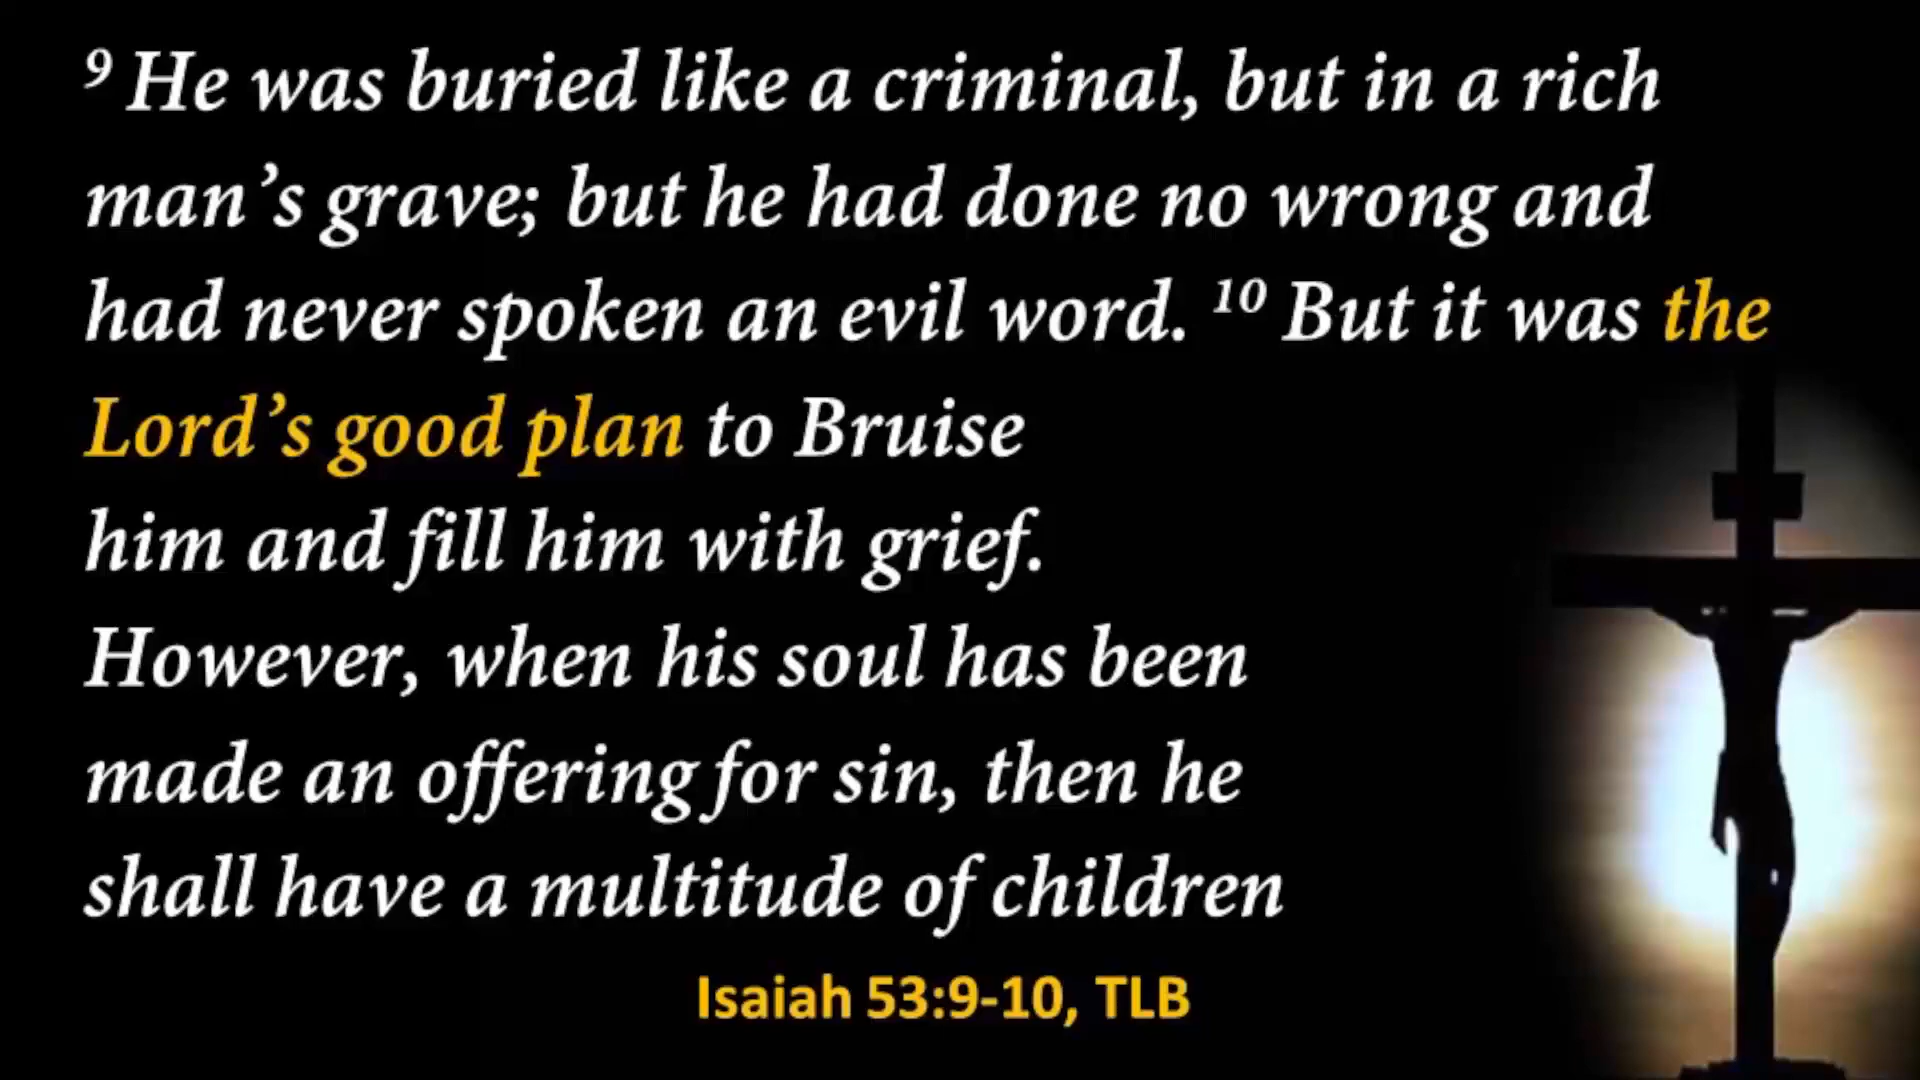 ⁹ He was buried like a criminal, but in a rich
man’s grave; but he had done no wrong and
had never spoken an evil word. ¹⁰ But it was the
Lord’s good plan to Bruise
him and fill him with grief.
However, when his soul has been
made an offering for sin, then he
shall have a multitude of children
Isaiah 53:9-10, TLB